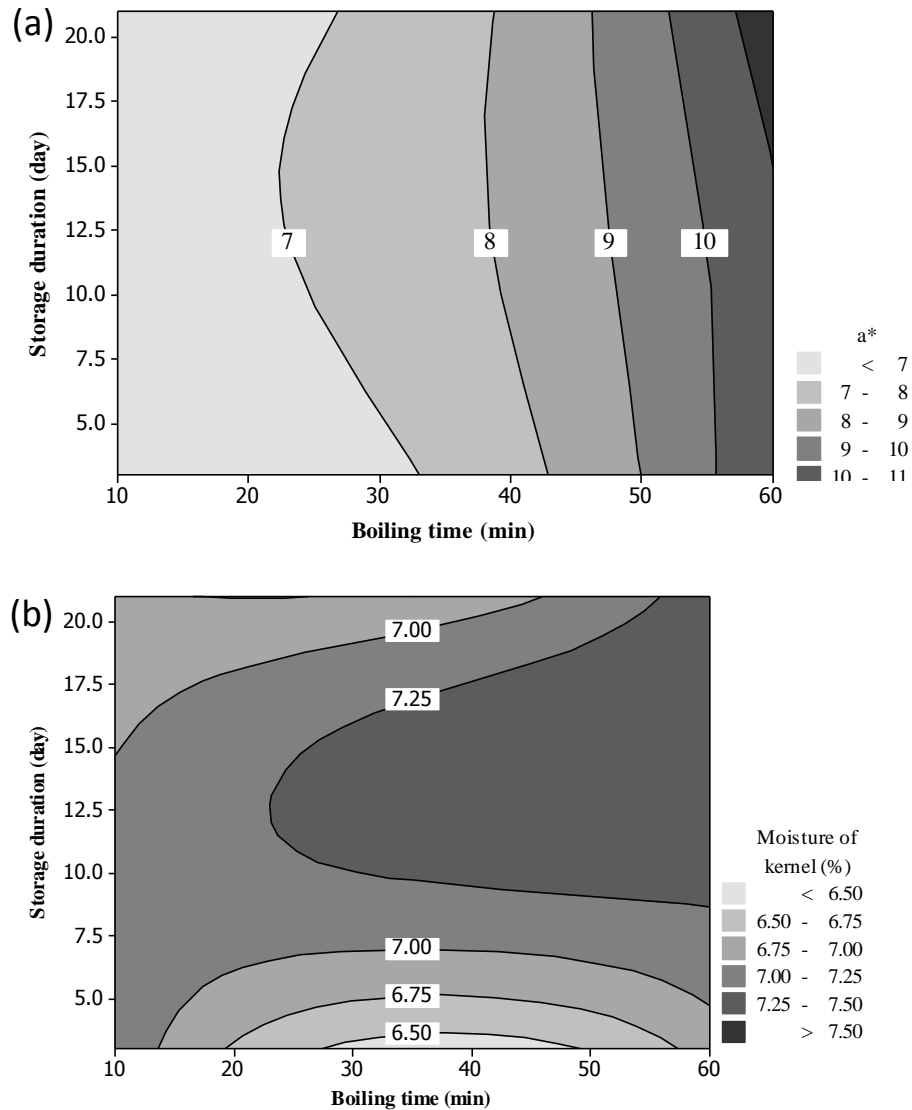 (a)
20.0
17.5
15.0
12.5
10.0
7.5
5.0
Storage duration (day)
7
8
9
10
10
20
30
40
50
60
Boiling time (min)
a*
< 7
7 - 8
8 - 9
9 - 10
10 - 11
(b)
20.0
17.5
15.0
12.5
10.0
7.5
5.0
Storage duration (day)
7.00
7.25
7.00
6.75
6.50
10
20
30
40
50
60
Boiling time (min)
Moisture of
kernel (%)
< 6.50
6.50 - 6.75
6.75 - 7.00
7.00 - 7.25
7.25 - 7.50
> 7.50